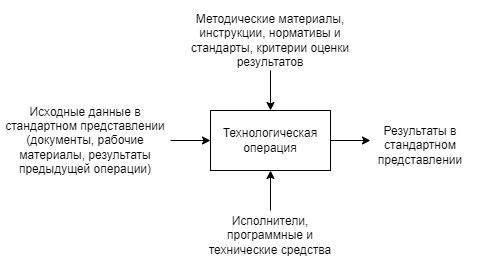 Методические материалы,
инструкции, нормативы и
стандарты, критерии оценки
результатов
Исходные данные в
стандартном представлении
(документы, рабочие
материалы, результаты
предыдущей операции)
Технологическая
операция
Результаты в
стандартном
представлении
Исполнители,
программные и
технические средства